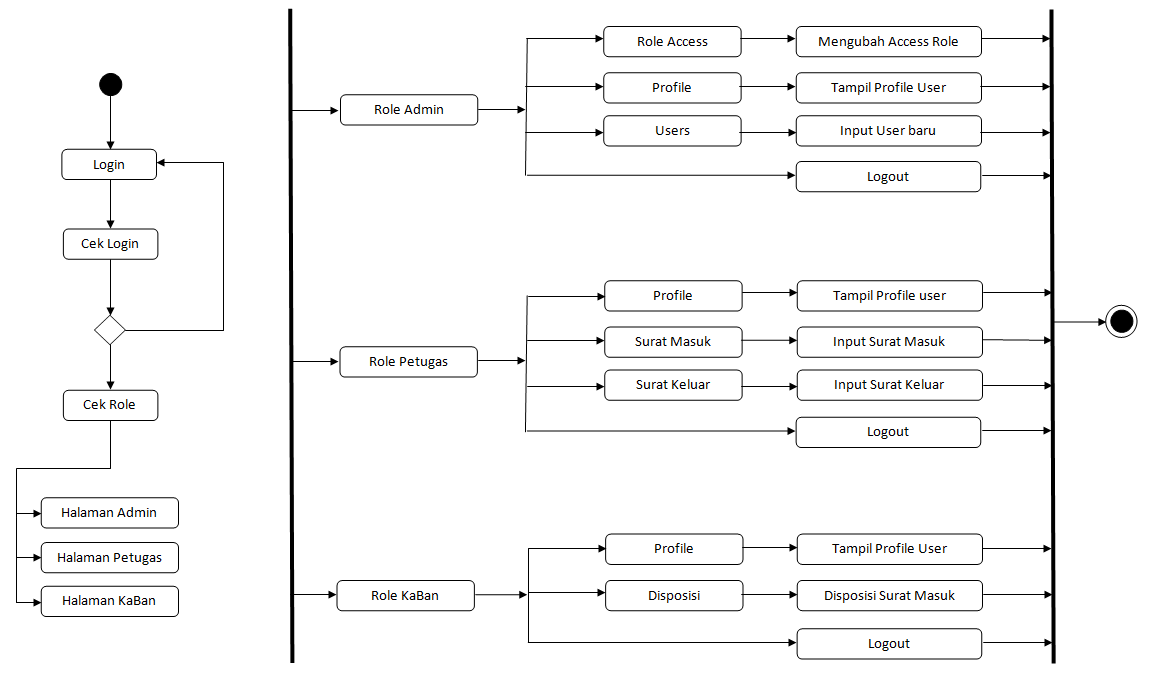 Login
Cek Login
Cek Role
Halaman Admin
Halaman Petugas
Halaman KaBan
Role Admin
Role Access
Mengubah Access Role
Profile
Tampil Profile User
Users
Input User baru
Logout
Role Petugas
Profile
Tampil Profile user
Surat Masuk
Input Surat Masuk
Surat Keluar
Input Surat Keluar
Logout
Role KaBan
Profile
Tampil Profile User
Disposisi
Disposisi Surat Masuk
Logout